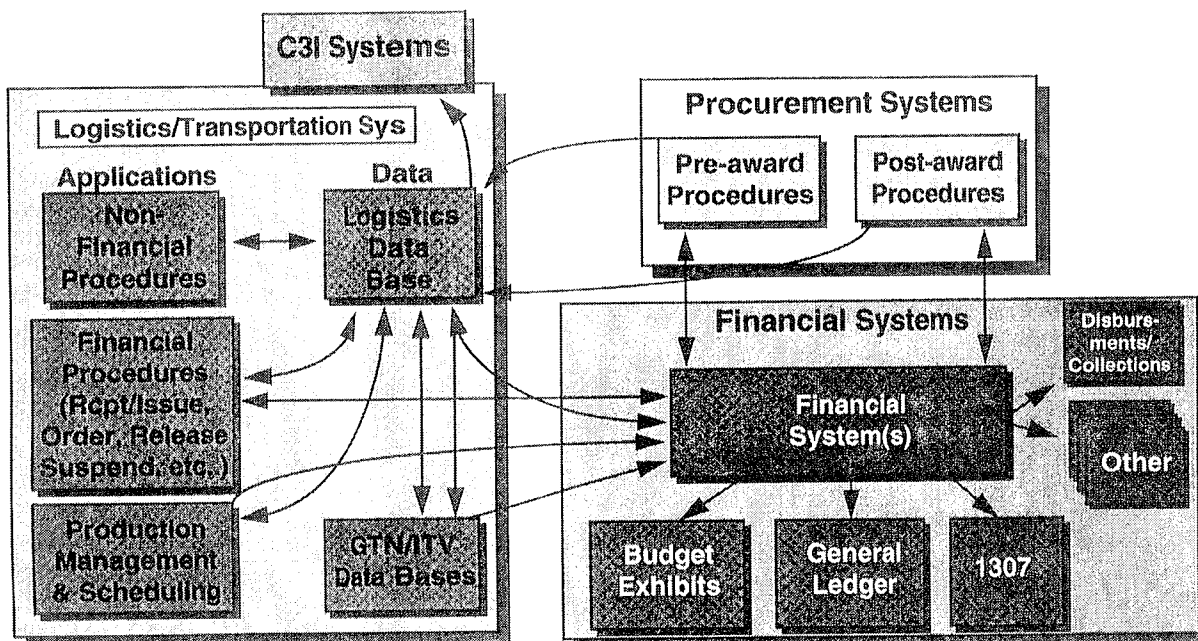 C3I Systems
Logistics/Transportation Sys
Applications
Data
Non-
Financial
Procedures
Logistics
Data
Base
Financial
Procedures
(Rcpt/Issue,
Order, Release
Suspend, etc..)
Production
Management
& Scheduling
GTN/ITV
Data Bases
Procurement Systems
Pre-award
Procedures
Post-award
Procedures
Financial Systems
Disburse-
ments/
Collections
Financial
System(s)
Other
Budget
Exhibits
General
Ledger
1307